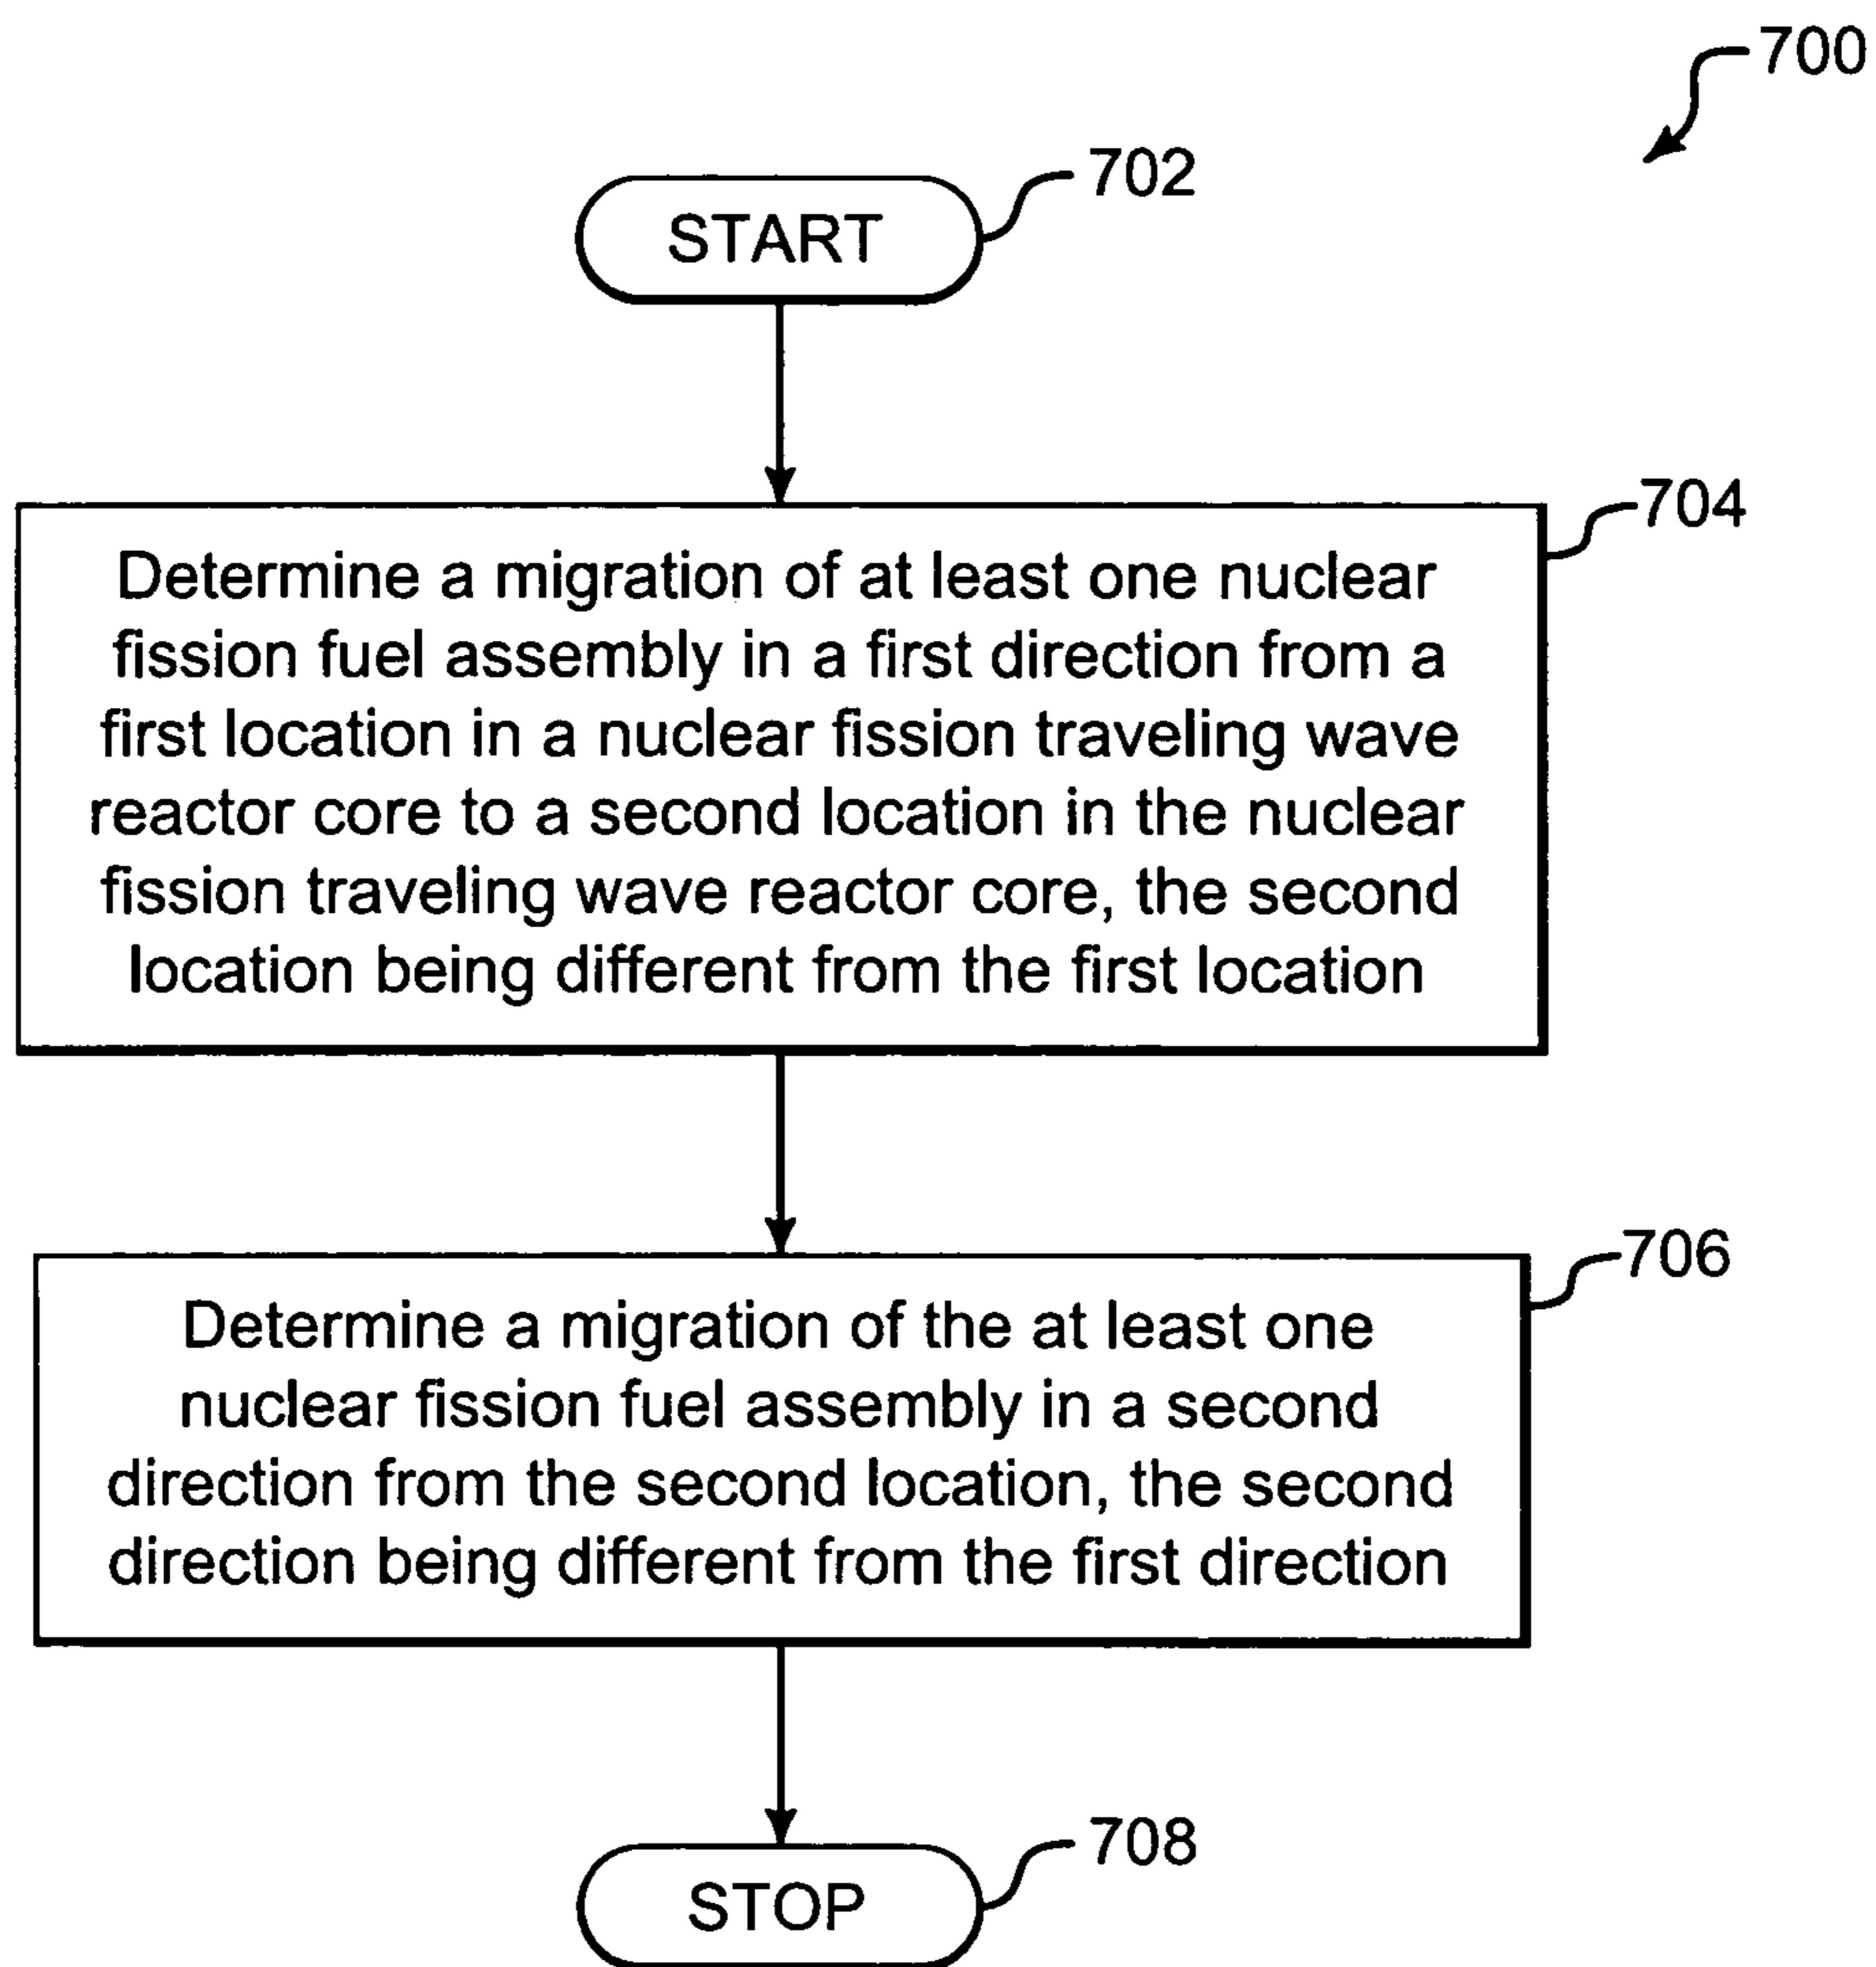 700
702
START
704
Determine a migration of at least one nuclear
fission fuel assembly in a first direction from a
first location in a nuclear fission traveling wave
reactor core to a second location in the nuclear
fission traveling wave reactor core, the second
location being different from the first location
706
Determine a migration of the at least one
nuclear fission fuel assembly in a second
direction from the second location, the second
direction being different from the first direction
708
STOP